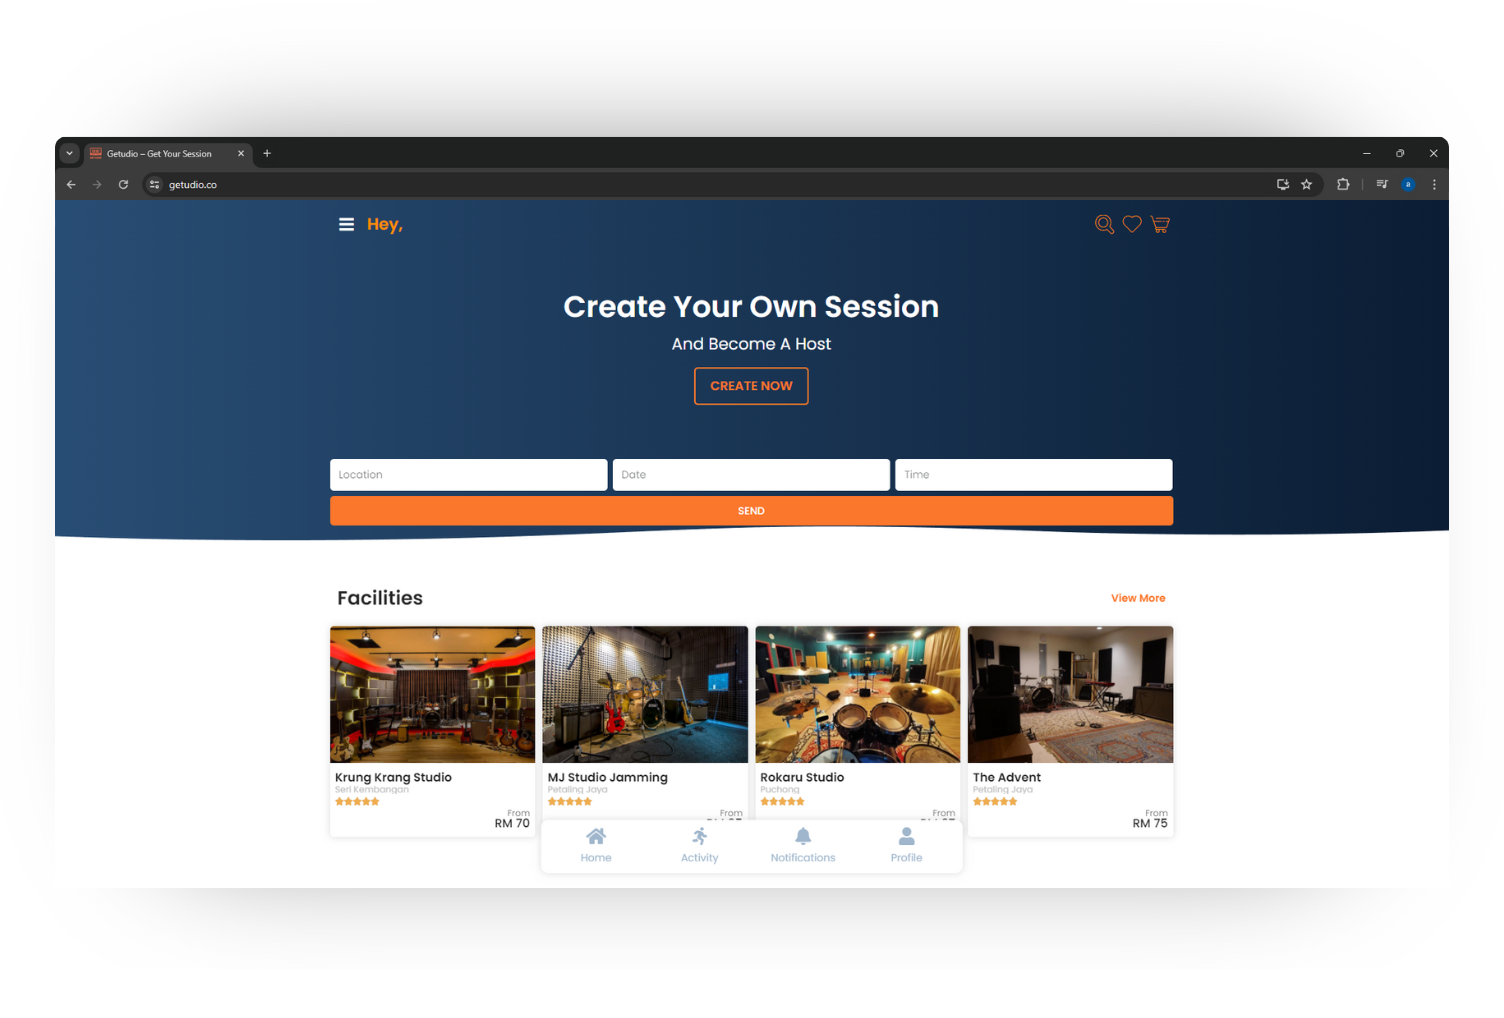 Getudio – Get Your Session
getudio.co
a
Hey,
Create Your Own Session
And Become A Host
CREATE NOW
Location
Date
Time
SEND
Facilities
View More
Krung Krang Studio
Seri Kembangan
From
RM 70
MJ Studio Jamming
Petaling Jaya
From
Rokaru Studio
Puchong
From
The Advent
Petaling Jaya
From
RM 75
Home
Activity
Notifications
Profile